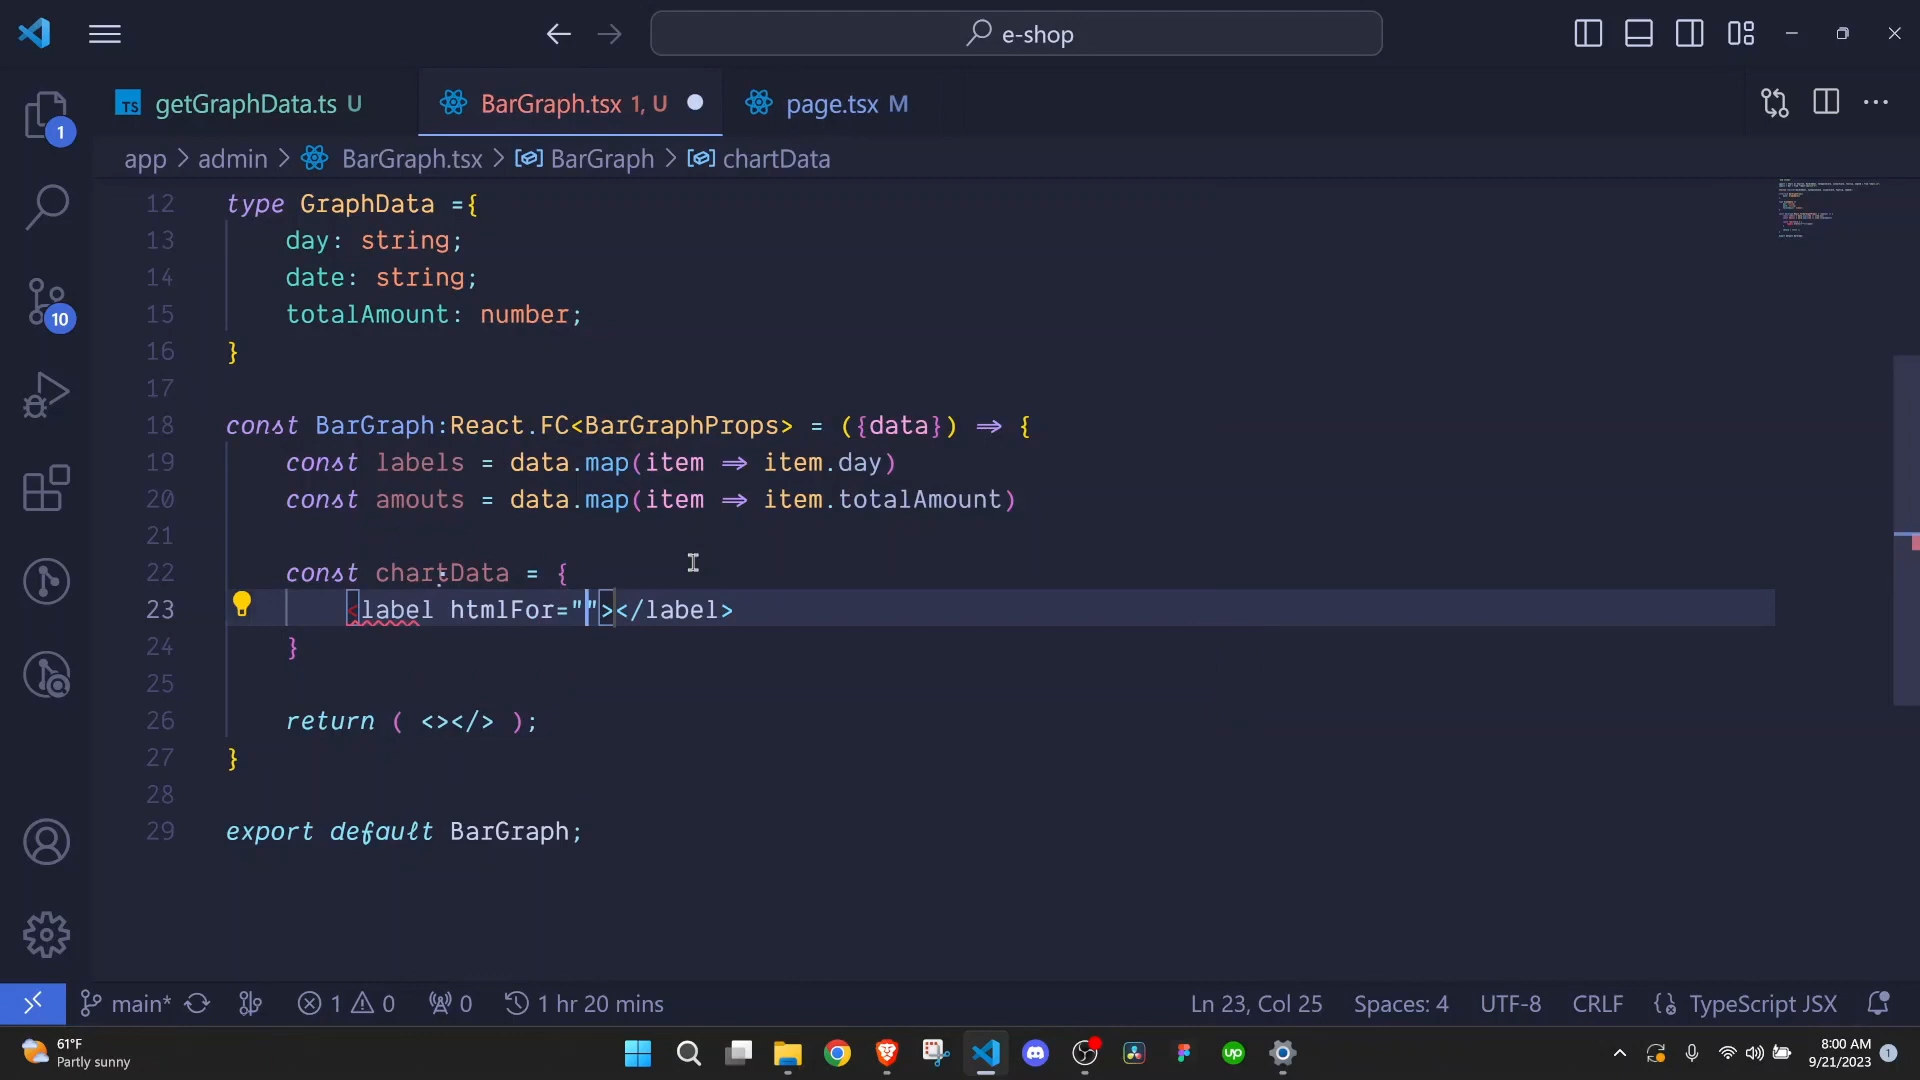 e-shop
TS getGraphData.ts U
BarGraph.tsx 1, U
page.tsx M
app > admin > BarGraph.tsx > BarGraph > chartData
1
10
12 type GraphData ={
13 day: string;
14 date: string;
15 totalAmount: number;
16 }
17
18 const BarGraph:React.FC<BarGraphProps> = ({data}) => {
19 const labels = data.map(item => item.day)
20 const amouts = data.map(item => item.totalAmount)
21
22 const chartData = {
23 <label htmlFor=""></label>
24 }
25
26 return ( <></> );
27 }
28
29 export default BarGraph;
main* 1 0 0 1 hr 20 mins Ln 23, Col 25 Spaces: 4 UTF-8 CRLF TypeScript JSX
61°F
Partly sunny
up
8:00 AM
9/21/2023
1